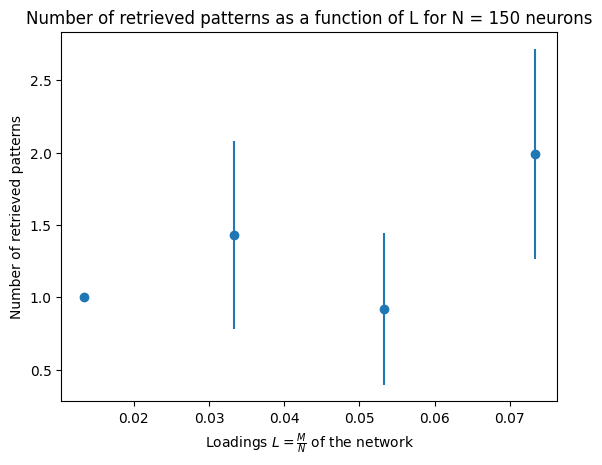 Number of retrieved patterns as a function of L for N = 150 neurons
Number of retrieved patterns
2.5
2.0
1.5
1.0
0.5
0.02 0.03 0.04 0.05 0.06 0.07
Loadings $L = \frac{M}{N}$ of the network